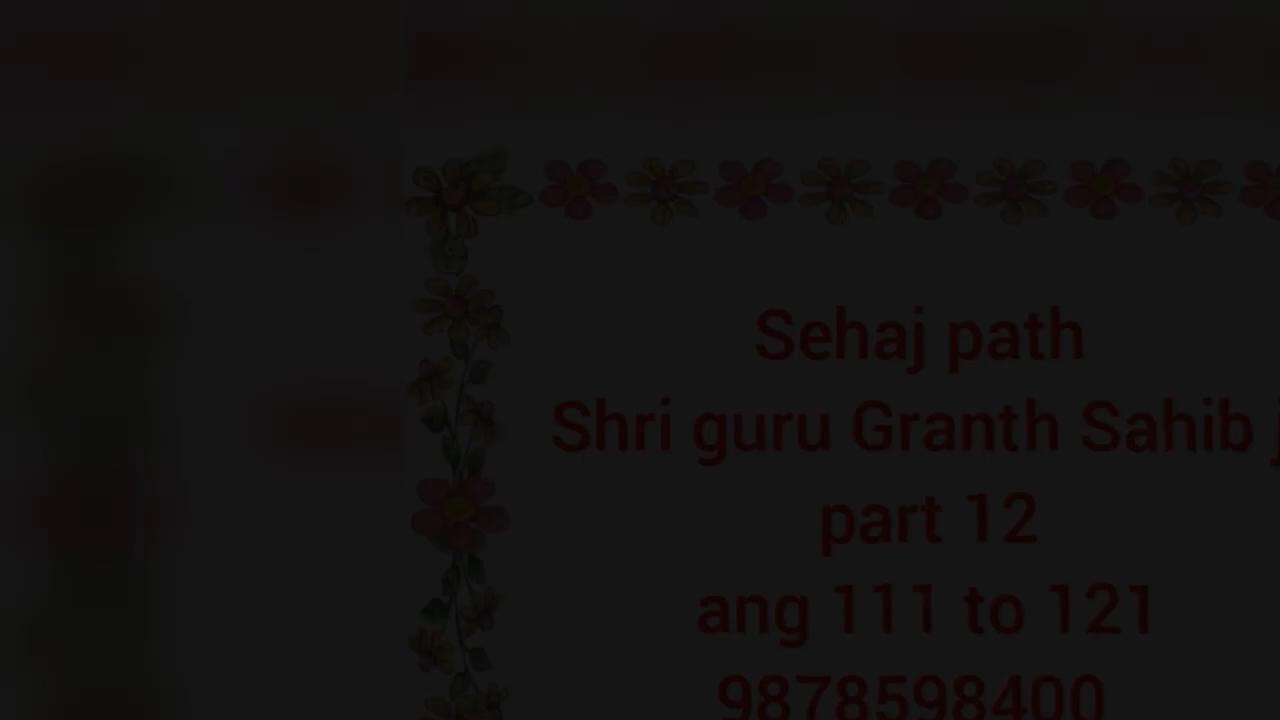 Sehaj path
Shri guru Granth Sahib
part 12
ang 111 to 121
9878598400